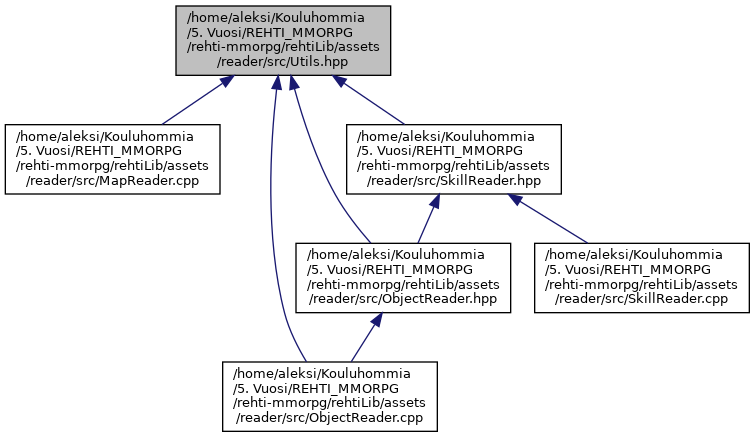 /home/aleksi/Kouluhommia
/5. Vuosi/REHTI_MMORPG
/rehti-mmorpg/rehtiLib/assets
/reader/src/Utils.hpp
/home/aleksi/Kouluhommia
/5. Vuosi/REHTI_MMORPG
/rehti-mmorpg/rehtiLib/assets
/reader/src/MapReader.cpp
/home/aleksi/Kouluhommia
/5. Vuosi/REHTI_MMORPG
/rehti-mmorpg/rehtiLib/assets
/reader/src/SkillReader.hpp
/home/aleksi/Kouluhommia
/5. Vuosi/REHTI_MMORPG
/rehti-mmorpg/rehtiLib/assets
/reader/src/ObjectReader.hpp
/home/aleksi/Kouluhommia
/5. Vuosi/REHTI_MMORPG
/rehti-mmorpg/rehtiLib/assets
/reader/src/SkillReader.cpp
/home/aleksi/Kouluhommia
/5. Vuosi/REHTI_MMORPG
/rehti-mmorpg/rehtiLib/assets
/reader/src/ObjectReader.cpp